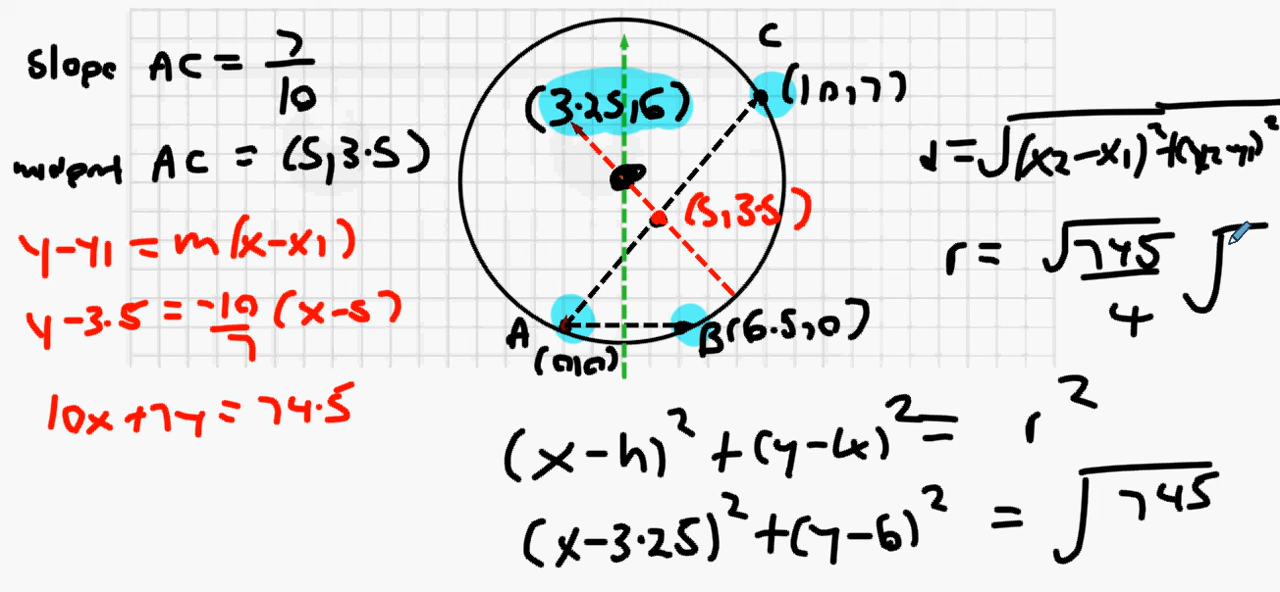 slope AC = 7/10
midpnt AC = (5,3.5)
y-y1 = m(x-x1)
y-3.5 = -10/7 (x-5)
10x+7y = 74.5
C
(10,7)
(3.25,6)
(5,3.5)
A
(0,0)
B(6.5,0)
d=√(x2-x1)²+(y2-y1)²
r = √745/4 √
(x-h)²+(y-k)² = r²
(x-3.25)²+(y-6)² = √745